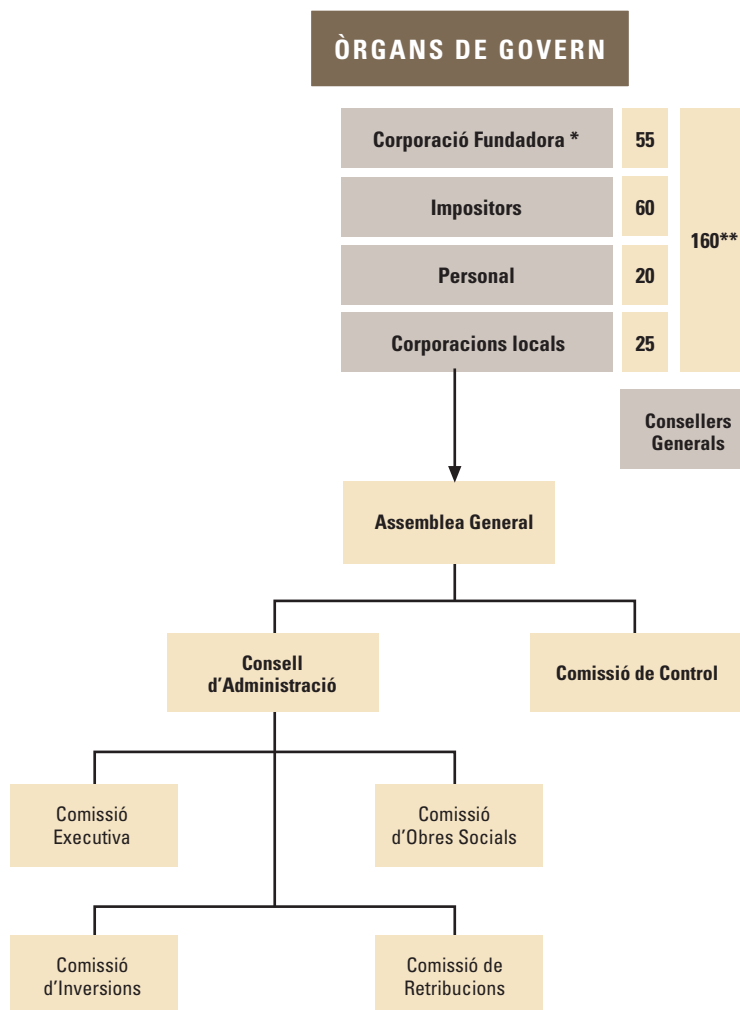 ÒRGANS DE GOVERN
Corporació Fundadora *
55
Impositors
60
160**
Personal
20
Corporacions locals
25
Consellers
Generals
Assemblea General
Consell
d'Administració
Comissió de Control
Comissió
Executiva
Comissió
d'Obres Socials
Comissió
d'Inversions
Comissió de
Retribucions